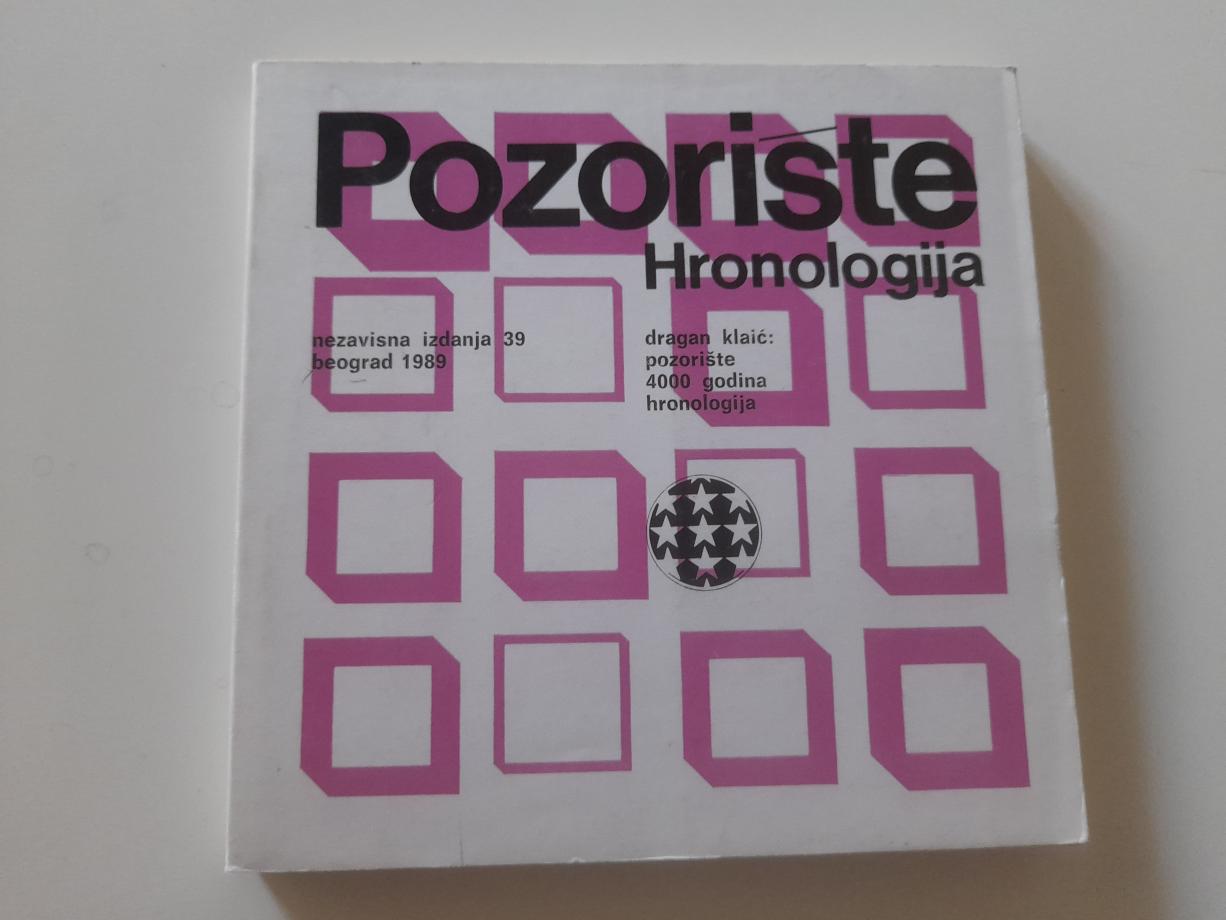 Pozorište
Hronologija
nezavisna izdanja 39
beograd 1989
dragan klaić:
pozorište
4000 godina
hronologija